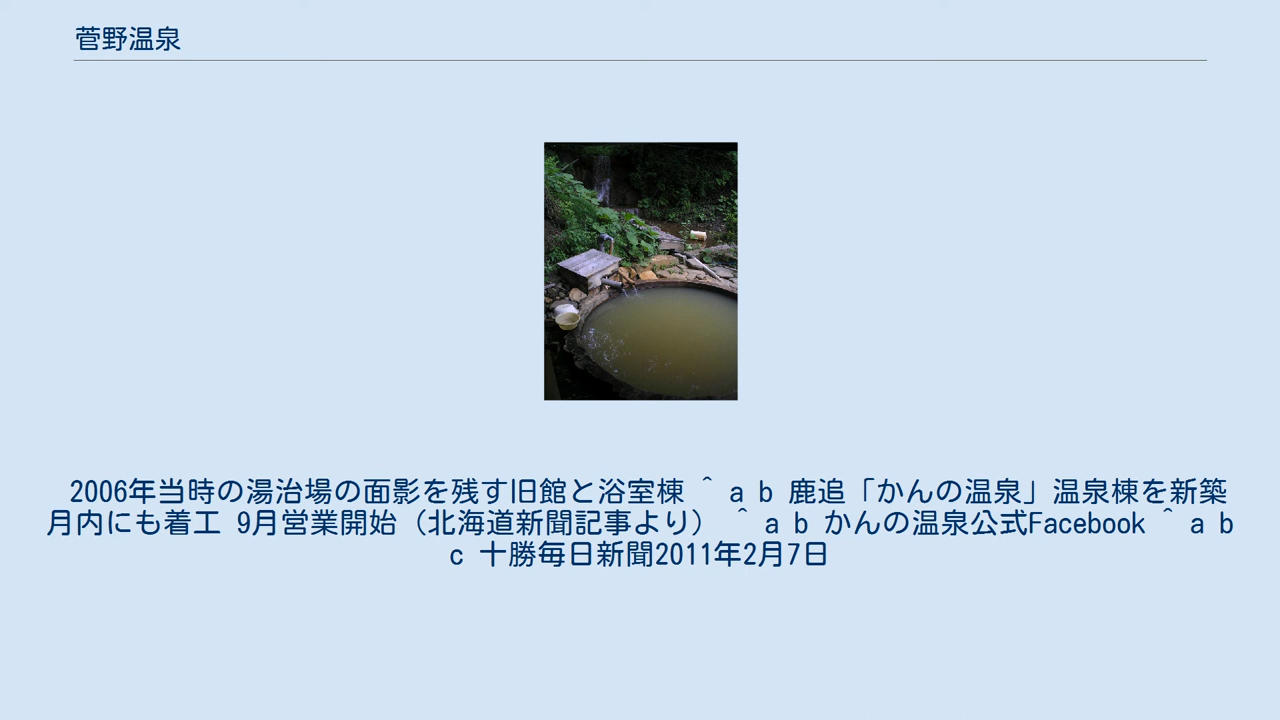 菅野温泉
2006年当時の湯治場の面影を残す旧館と浴室棟 ^ a b 鹿追「かんの温泉」温泉棟を新築
月内にも着工 9月営業開始（北海道新聞記事より） ^ a b かんの温泉公式Facebook ^ a b
c 十勝毎日新聞2011年2月7日